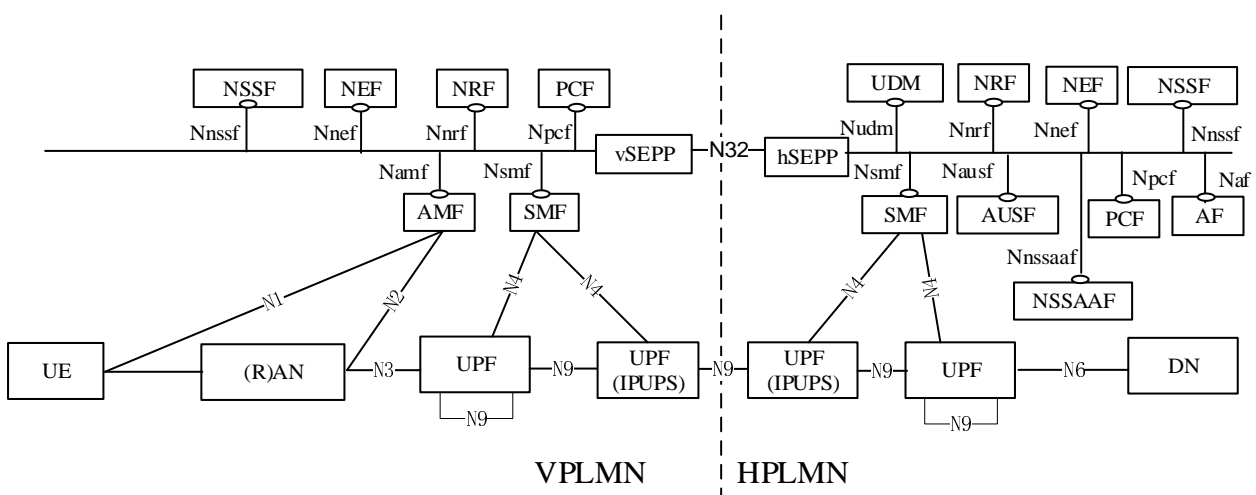 NSSF NEF NRF PCF UDM NRF NEF NSSF
Nnssf Nnef Nnrf Npcf Nudm Nnrf Nnef Nnssf
vSEPP N32 hSEPP
Namf Nsmf Nsmf Nausf Npcf Naf
AMF SMF SMF AUSF PCF AF
Nnssaaf
N1 N2 N4 N4 N4 N4
NSSAAF
UE (R)AN N3 UPF N9 UPF N9 UPF N9 UPF N6 DN
(IPUPS) (IPUPS)
N9 N9
VPLMN HPLMN